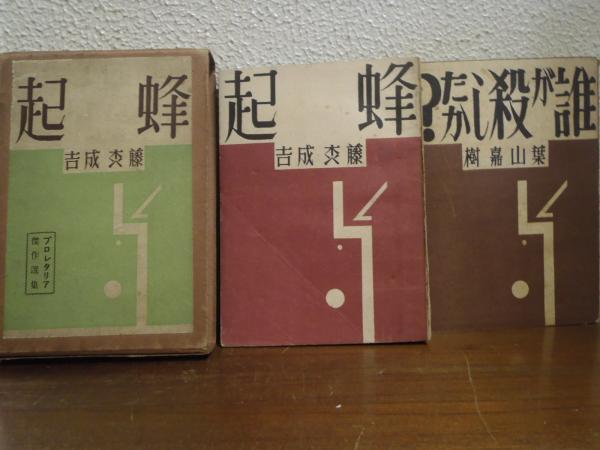 蜂起
藤森成吉
プロレタリア
傑作選集
蜂起
藤森成吉
誰が殺したか?
葉山嘉樹